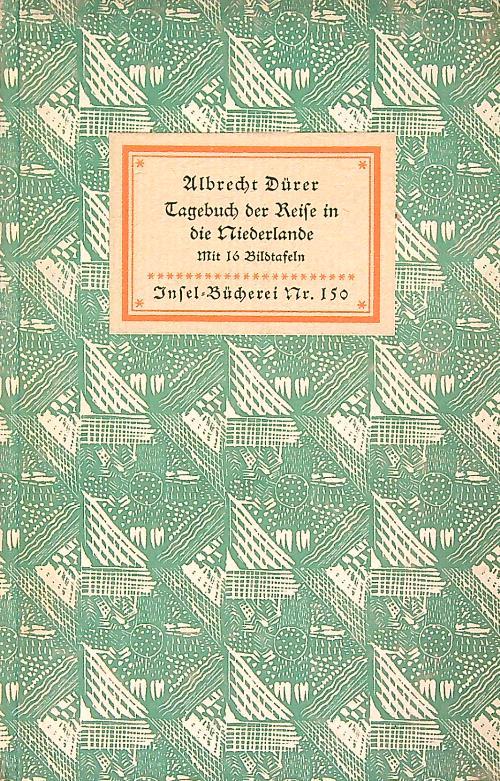 Albrecht Dürer
Tagebuch der Reise in
die Niederlande
Mit 16 Bildtafeln
Insel-Bücherei Nr. 150